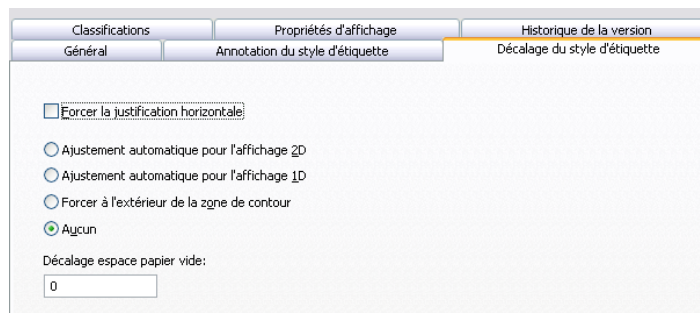 Classifications Propriétés d'affichage Historique de la version
Général Annotation du style d'étiquette Décalage du style d'étiquette
Forcer la justification horizontale
Ajustement automatique pour l'affichage 2D
Ajustement automatique pour l'affichage 1D
Forcer à l'extérieur de la zone de contour
Aucun
Décalage espace papier vide:
0